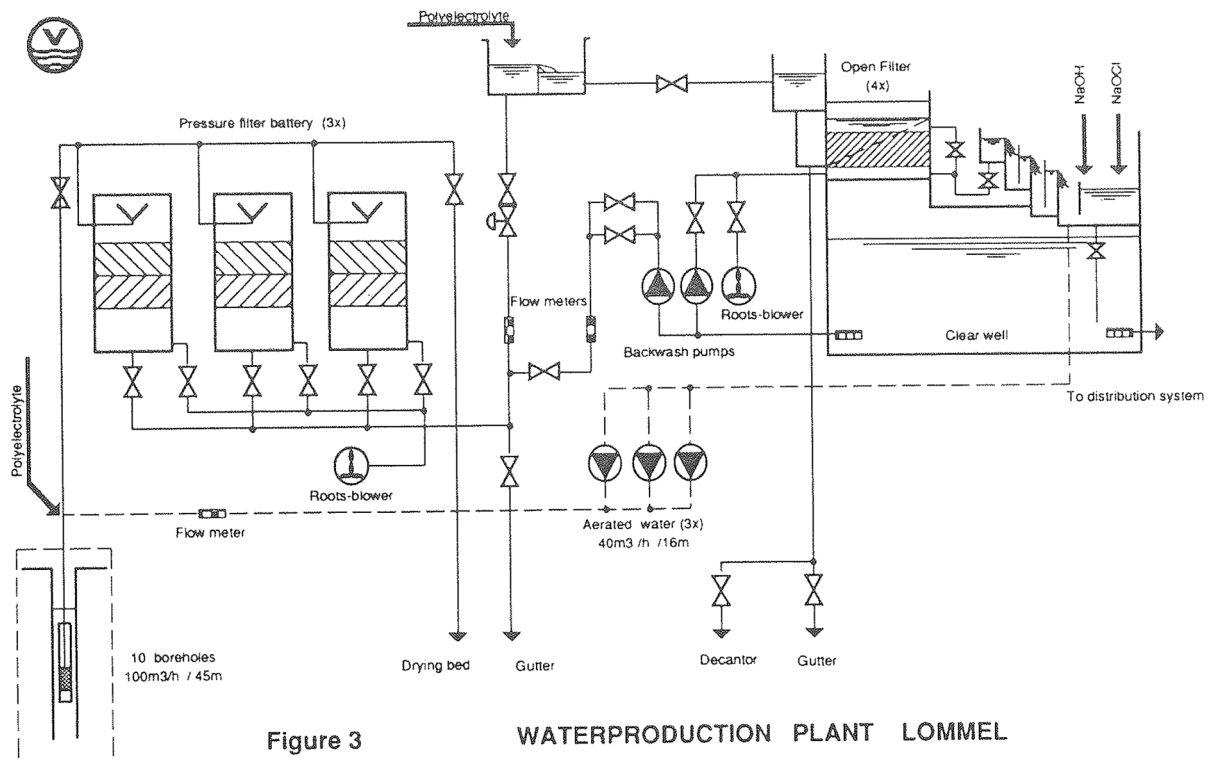 Polyelectrolyte
Open Filter
(4x)
NaOH
NaOCl
Pressure filter battery (3x)
Flow meters
Roots-blower
Backwash pumps
Clear well
To distribution system
Polyelectrolyte
Roots-blower
Flow meter
Aerated water (3x)
40m3 /h /16m
10 boreholes
100m3/h / 45m
Drying bed
Gutter
Decantor
Gutter
Figure 3
WATERPRODUCTION PLANT LOMMEL